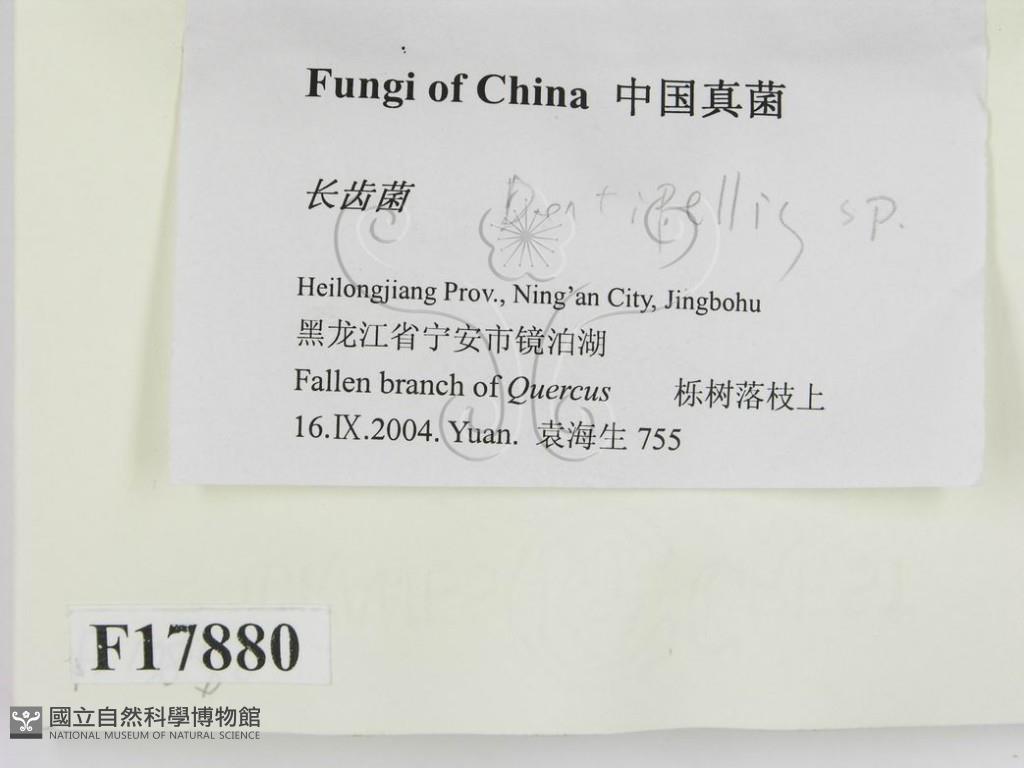 Fungi of China 中国真菌
长齿菌 Dentipellis sp.
Heilongjiang Prov., Ning'an City, Jingbohu
黑龙江省宁安市镜泊湖
Fallen branch of Quercus 栎树落枝上
16.IX.2004. Yuan. 袁海生 755
F17880
國立自然科學博物館
NATIONAL MUSEUM OF NATURAL SCIENCE